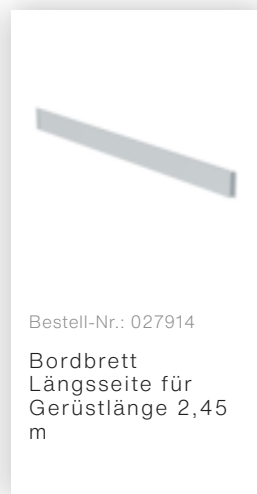 Bestell-Nr.: 027914
Bordbrett
Längsseite für
Gerüstlänge 2,45
m